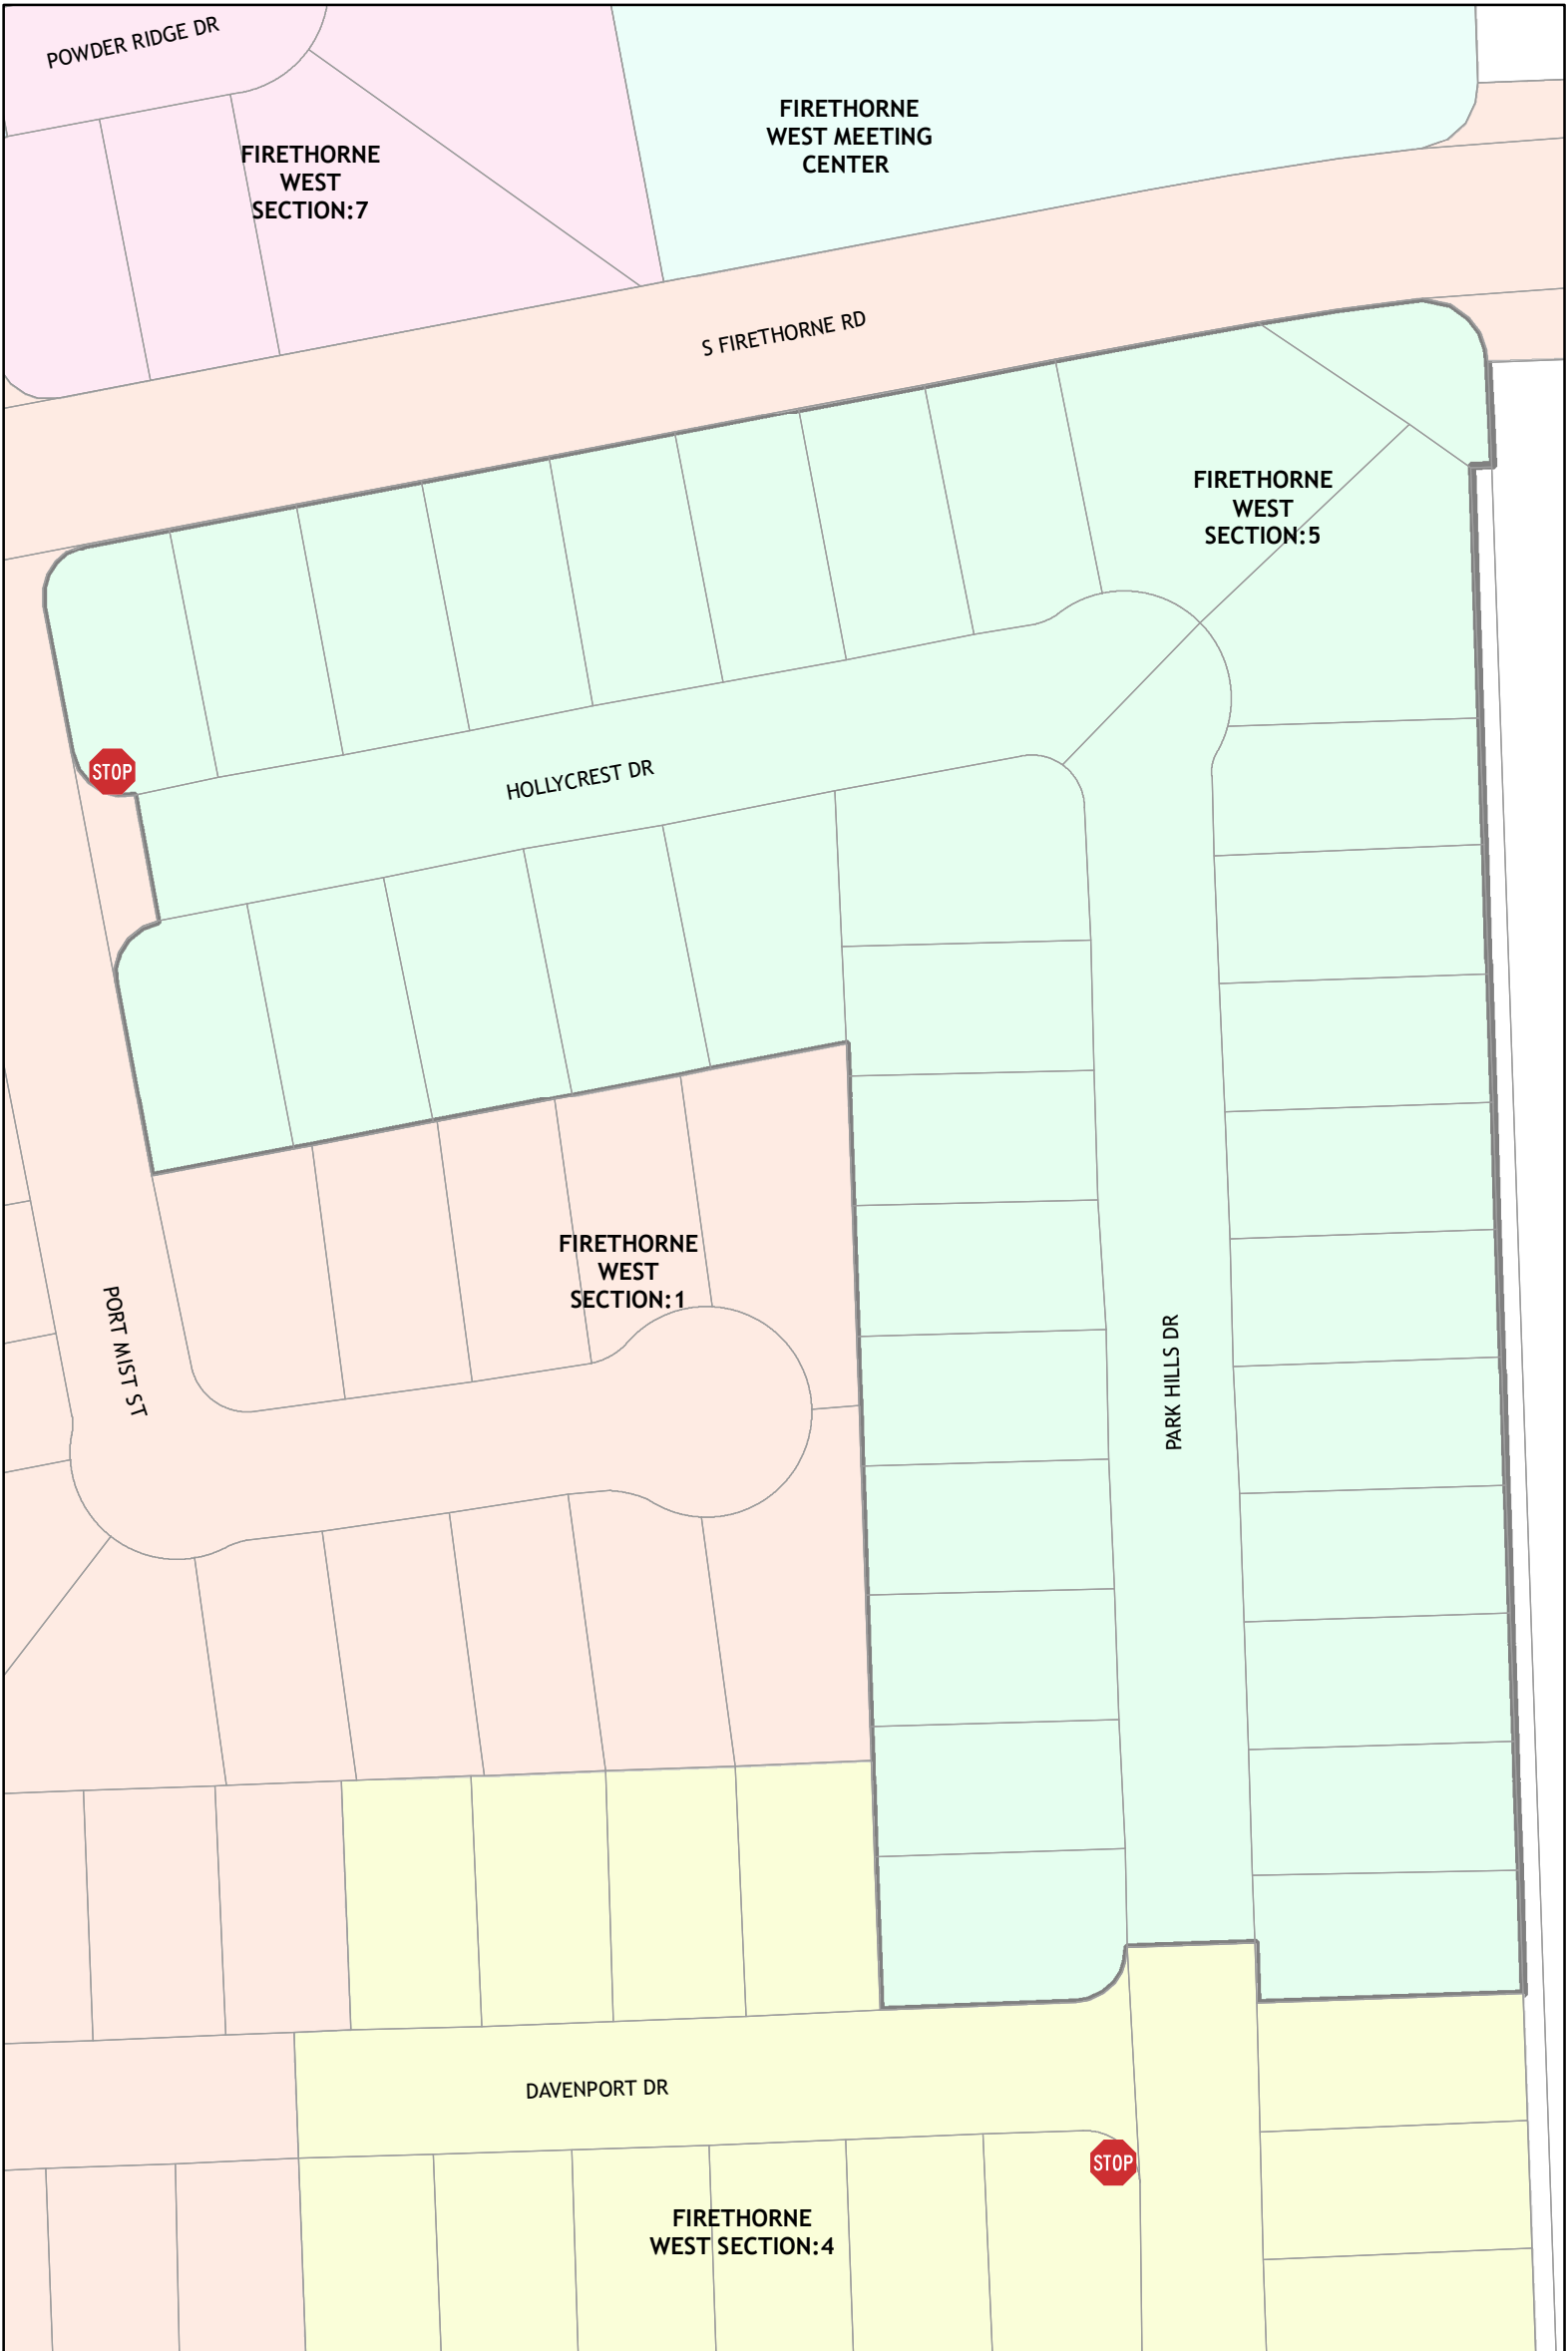 POWDER RIDGE DR
FIRETHORNE
WEST MEETING
CENTER
FIRETHORNE
WEST
SECTION:7
S FIRETHORNE RD
FIRETHORNE
WEST
SECTION:5
STOP
HOLLYCREST DR
FIRETHORNE
WEST
SECTION:1
PORT MIST ST
PARK HILLS DR
DAVENPORT DR
STOP
FIRETHORNE
WEST SECTION:4